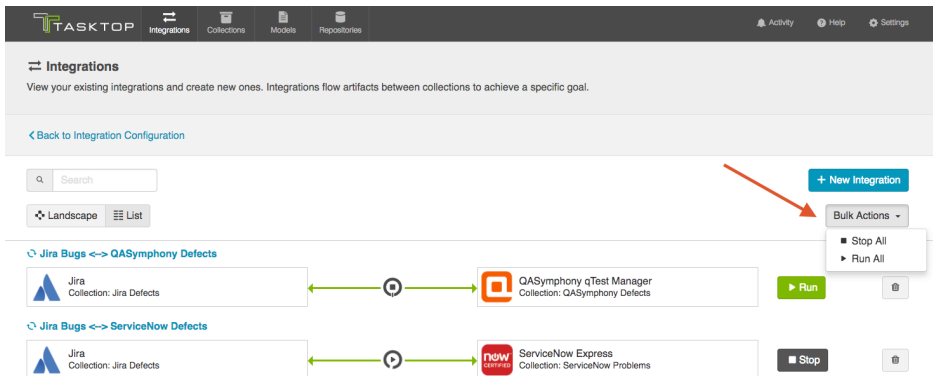 TASKTOP
Integrations
Collections
Models
Repositories
Activity
Help
Settings
Integrations
View your existing integrations and create new ones. Integrations flow artifacts between collections to achieve a specific goal.
Back to Integration Configuration
Search
+ New Integration
Landscape
List
Bulk Actions
Stop All
Run All
Jira Bugs <--> QASymphony Defects
Jira
Collection: Jira Defects
QASymphony qTest Manager
Collection: QASymphony Defects
Run
Jira Bugs <--> ServiceNow Defects
Jira
Collection: Jira Defects
now
CERTIFIED
ServiceNow Express
Collection: ServiceNow Problems
Stop